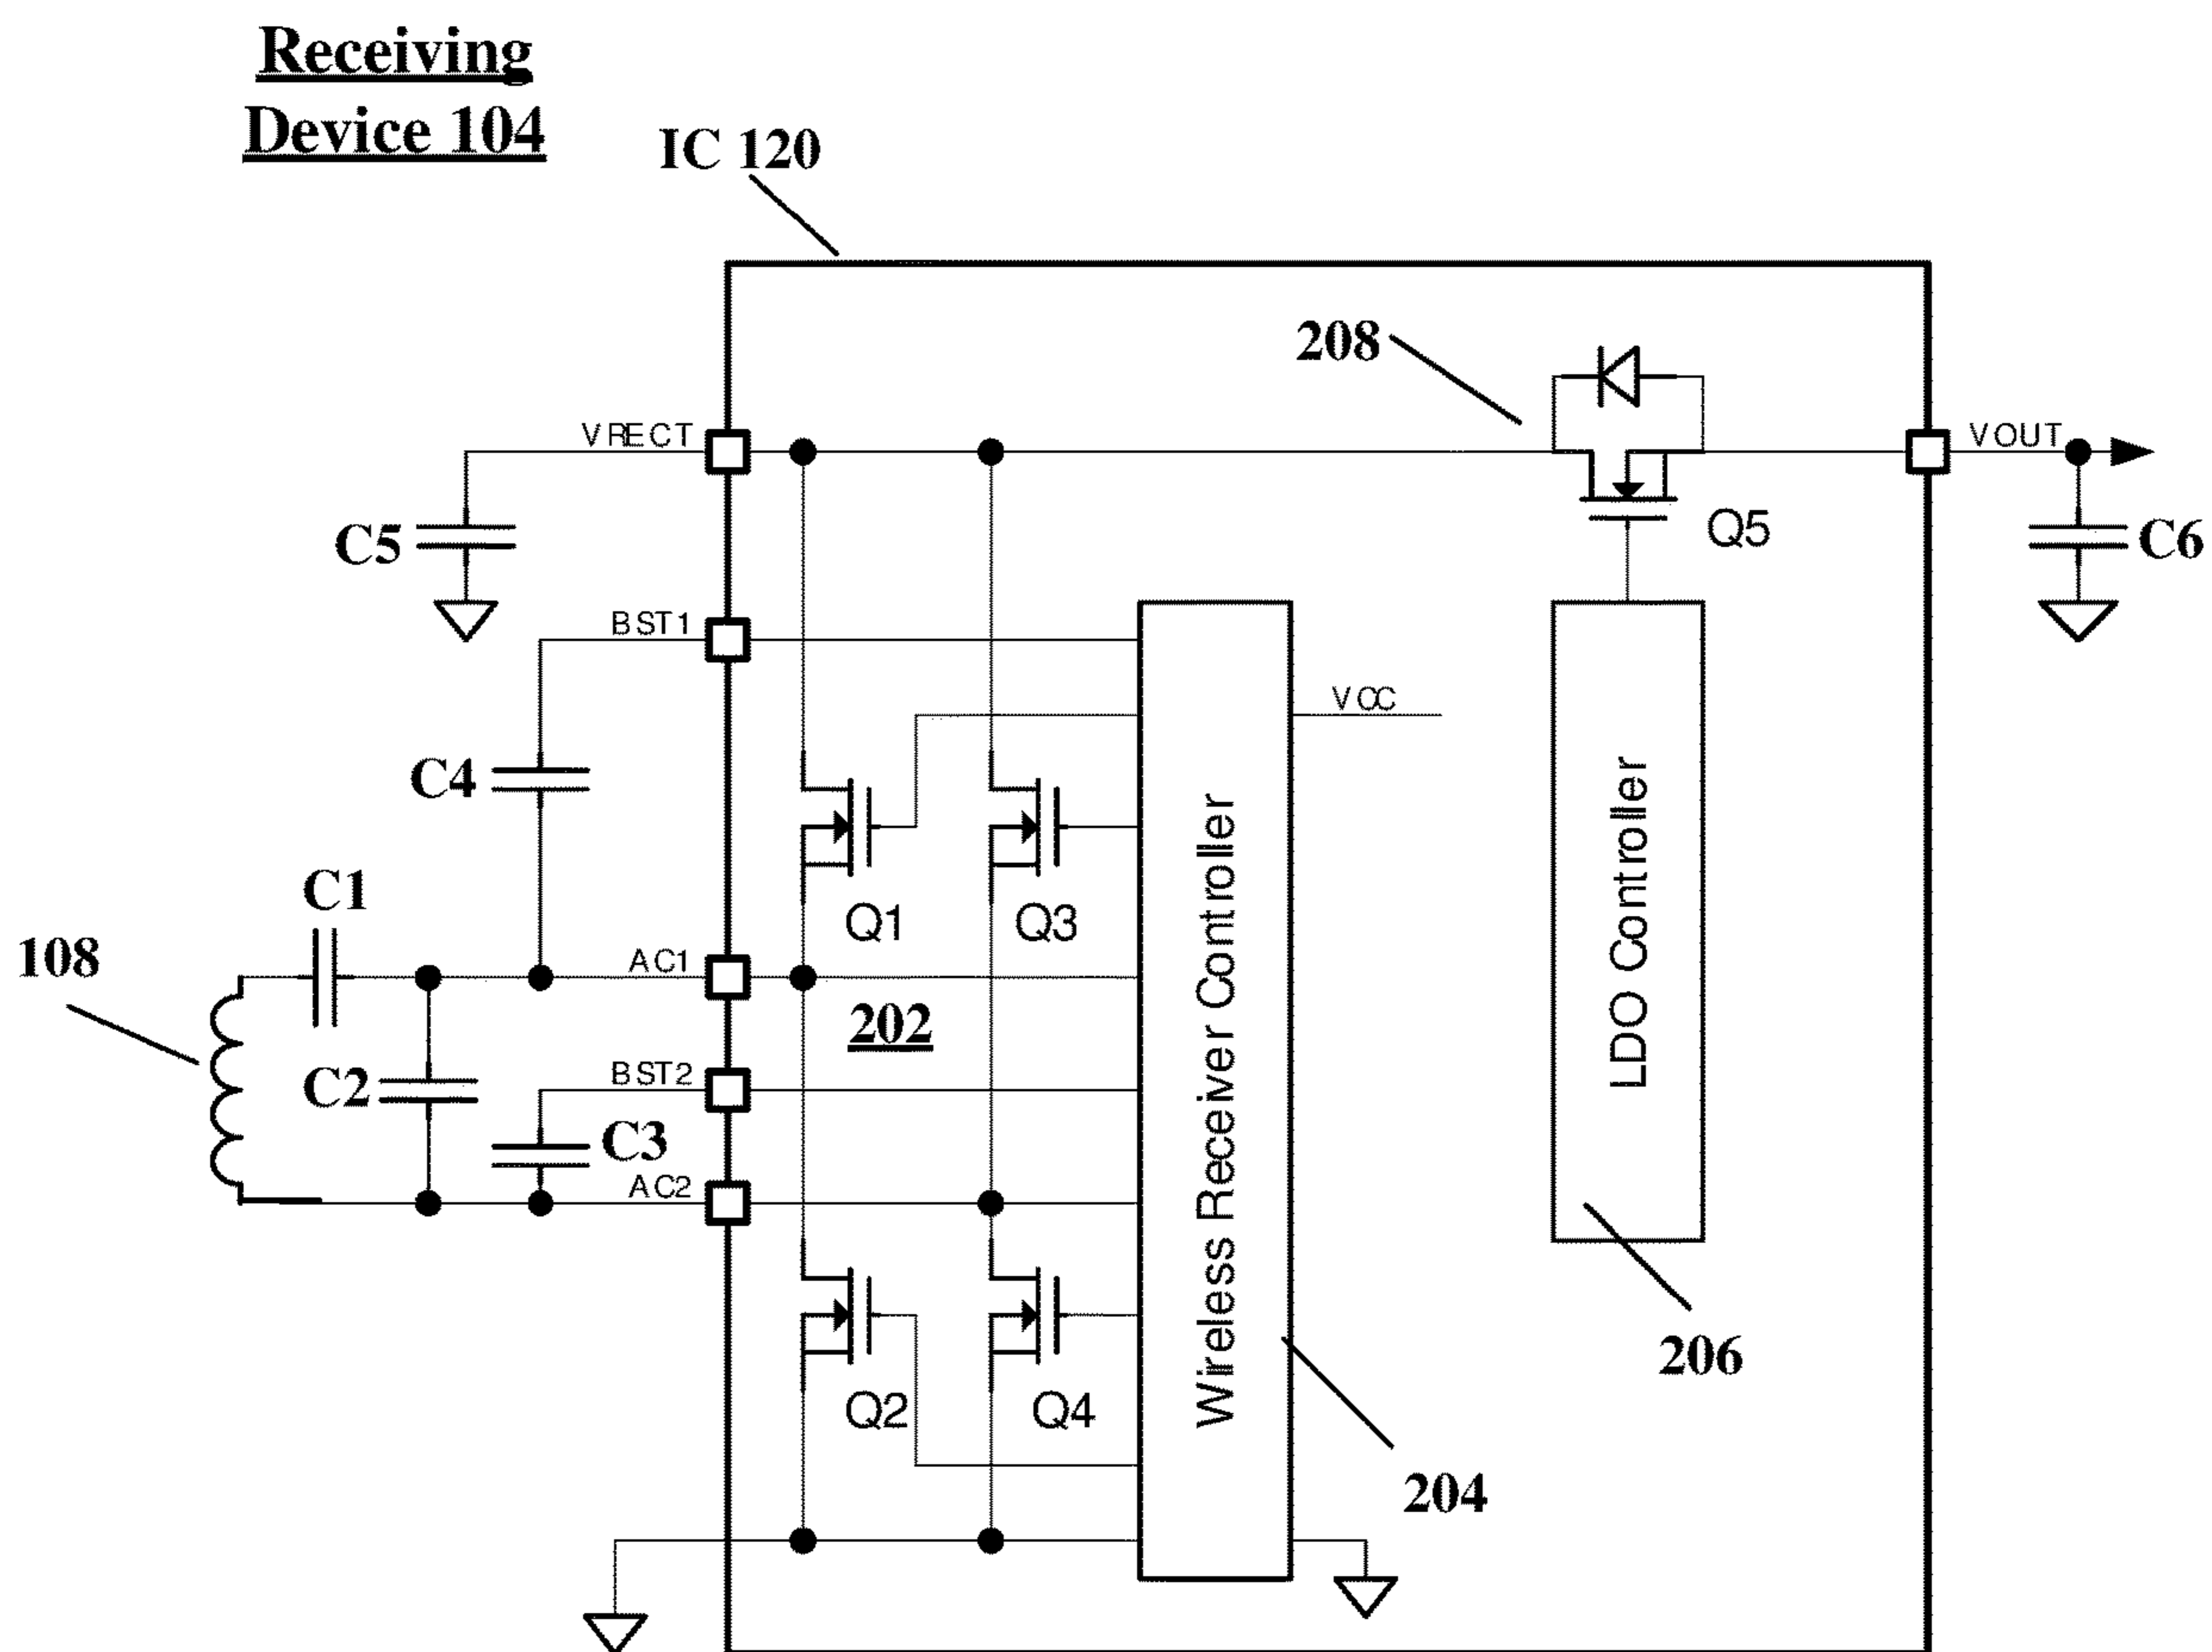 Receiving
Device 104
IC 120
208
VRECT
VOUT
C5
Q5
C6
BST1
VCC
C4
LDO Controller
Wireless Receiver Controller
C1
Q1
Q3
108
AC1
202
BST2
C2
C3
AC2
206
Q2
Q4
204